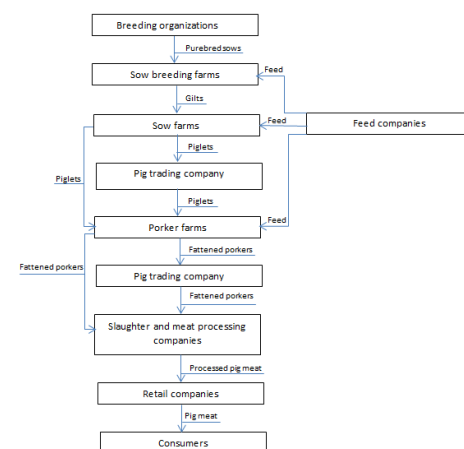 Breeding organizations
Purebredsows
Sow breeding farms
Feed
Gilts
Sow farms
Feed
Feed companies
Piglets
Pig trading company
Piglets
Piglets
Porker farms
Feed
Fattened porkers
Fattened porkers
Pig trading company
Fattened porkers
Slaughter and meat processing
companies
Processed pig meat
Retail companies
Pig meat
Consumers